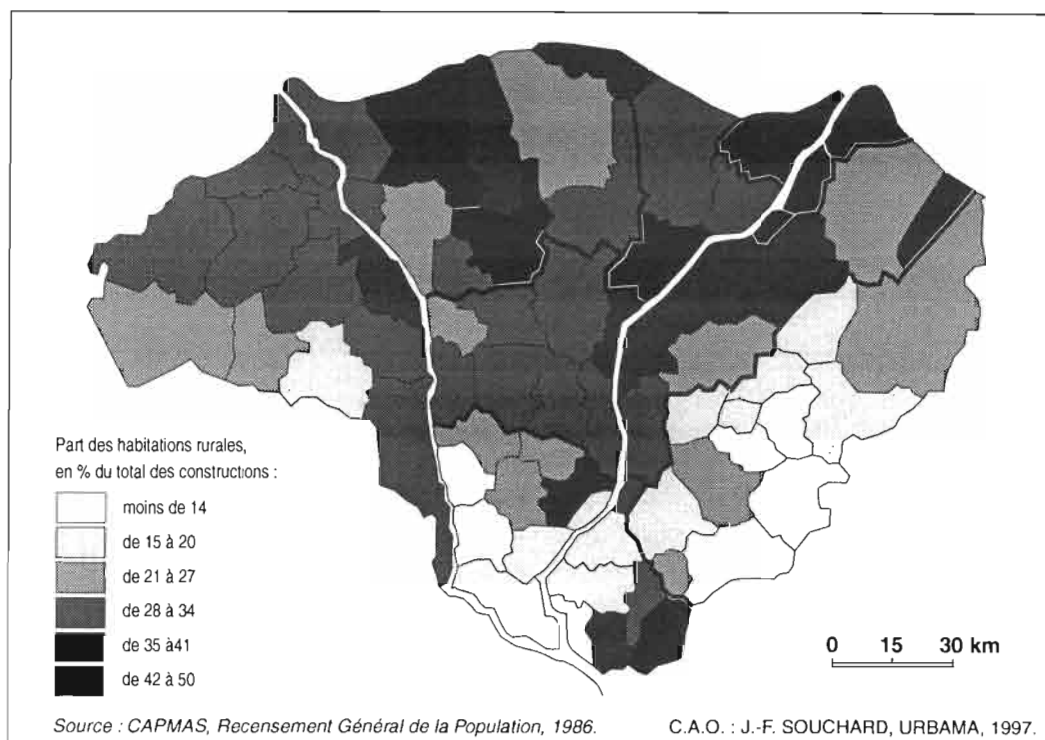 Part des habitations rurales,
en % du total des constructions :
moins de 14
de 15 à 20
de 21 à 27
de 28 à 34
de 35 à41
de 42 à 50
0 15 30 km
Source : CAPMAS, Recensement Général de la Population, 1986. C.A.O. : J.-F. SOUCHARD, URBAMA, 1997.